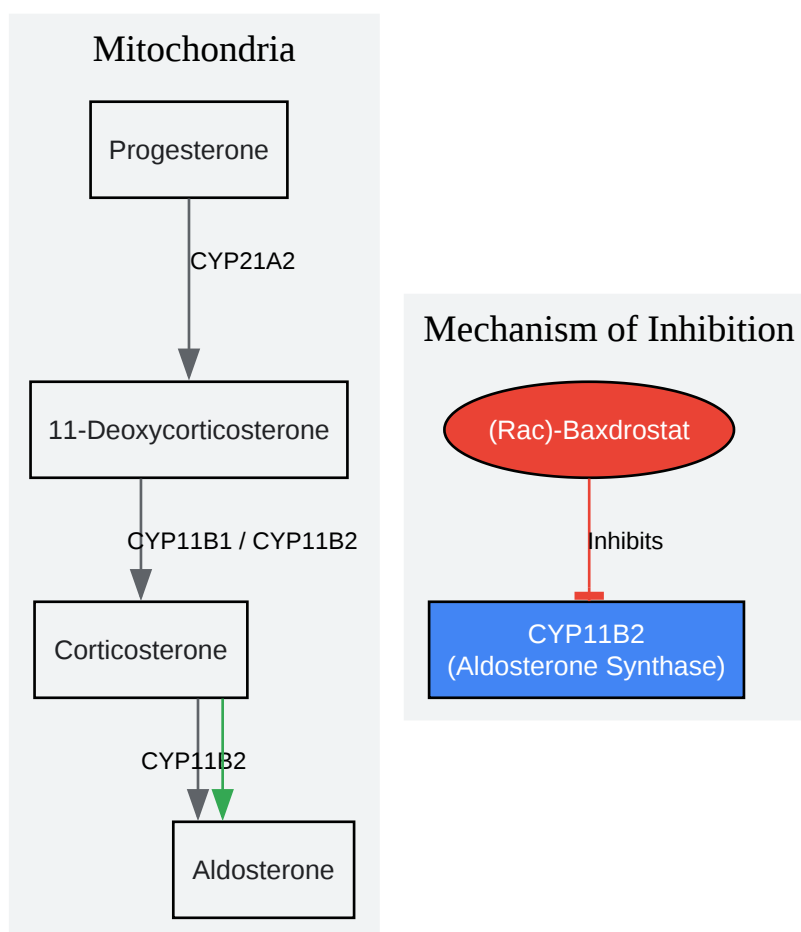 Mitochondria
Progesterone
CYP21A2
11-Deoxycorticosterone
CYP11B1 / CYP11B2
Corticosterone
CYP11B2
Aldosterone
Mechanism of Inhibition
(Rac)-Baxdrostat
Inhibits
CYP11B2
(Aldosterone Synthase)